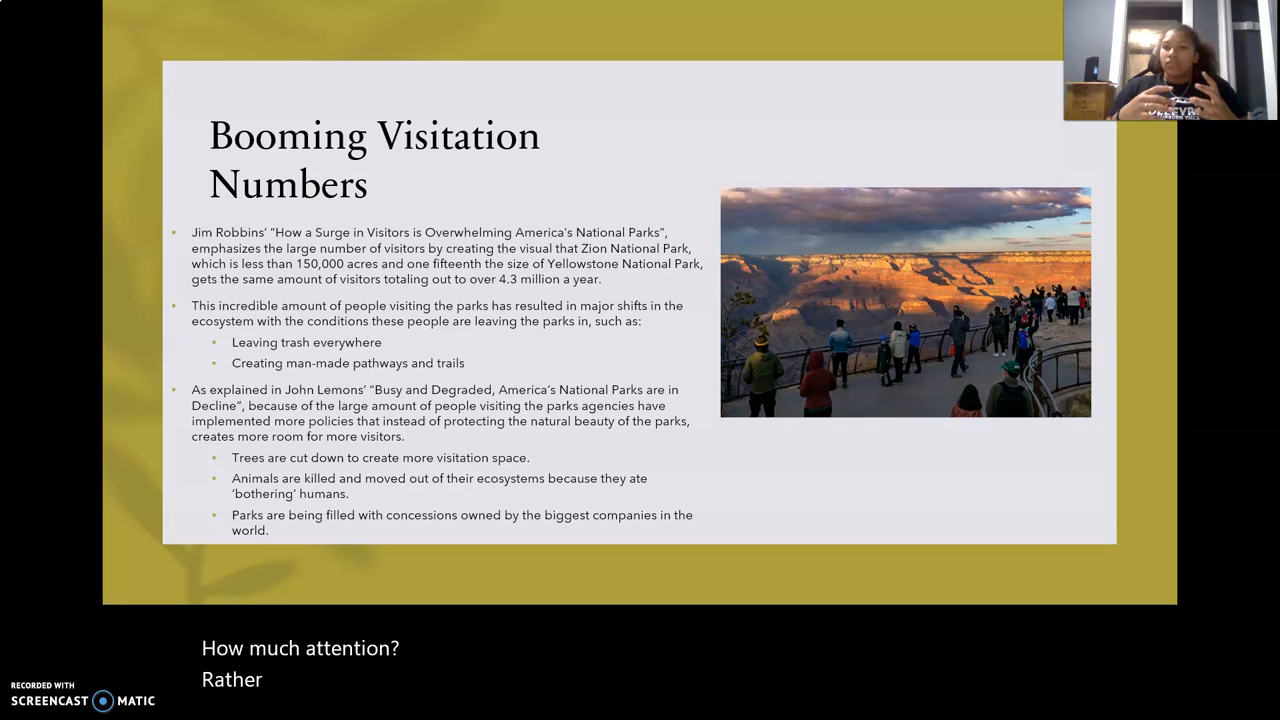 Booming Visitation
Numbers
Jim Robbins’ “How a Surge in Visitors is Overwhelming America’s National Parks”,
emphasizes the large number of visitors by creating the visual that Zion National Park,
which is less than 150,000 acres and one fifteenth the size of Yellowstone National Park,
gets the same amount of visitors totaling out to over 4.3 million a year.
This incredible amount of people visiting the parks has resulted in major shifts in the
ecosystem with the conditions these people are leaving the parks in, such as:
Leaving trash everywhere
Creating man-made pathways and trails
As explained in John Lemons’ “Busy and Degraded, America’s National Parks are in
Decline”, because of the large amount of people visiting the parks agencies have
implemented more policies that instead of protecting the natural beauty of the parks,
creates more room for more visitors.
Trees are cut down to create more visitation space.
Animals are killed and moved out of their ecosystems because they ate
‘bothering’ humans.
Parks are being filled with concessions owned by the biggest companies in the
world.
How much attention?
Rather
RECORDED WITH
SCREENCAST MATIC